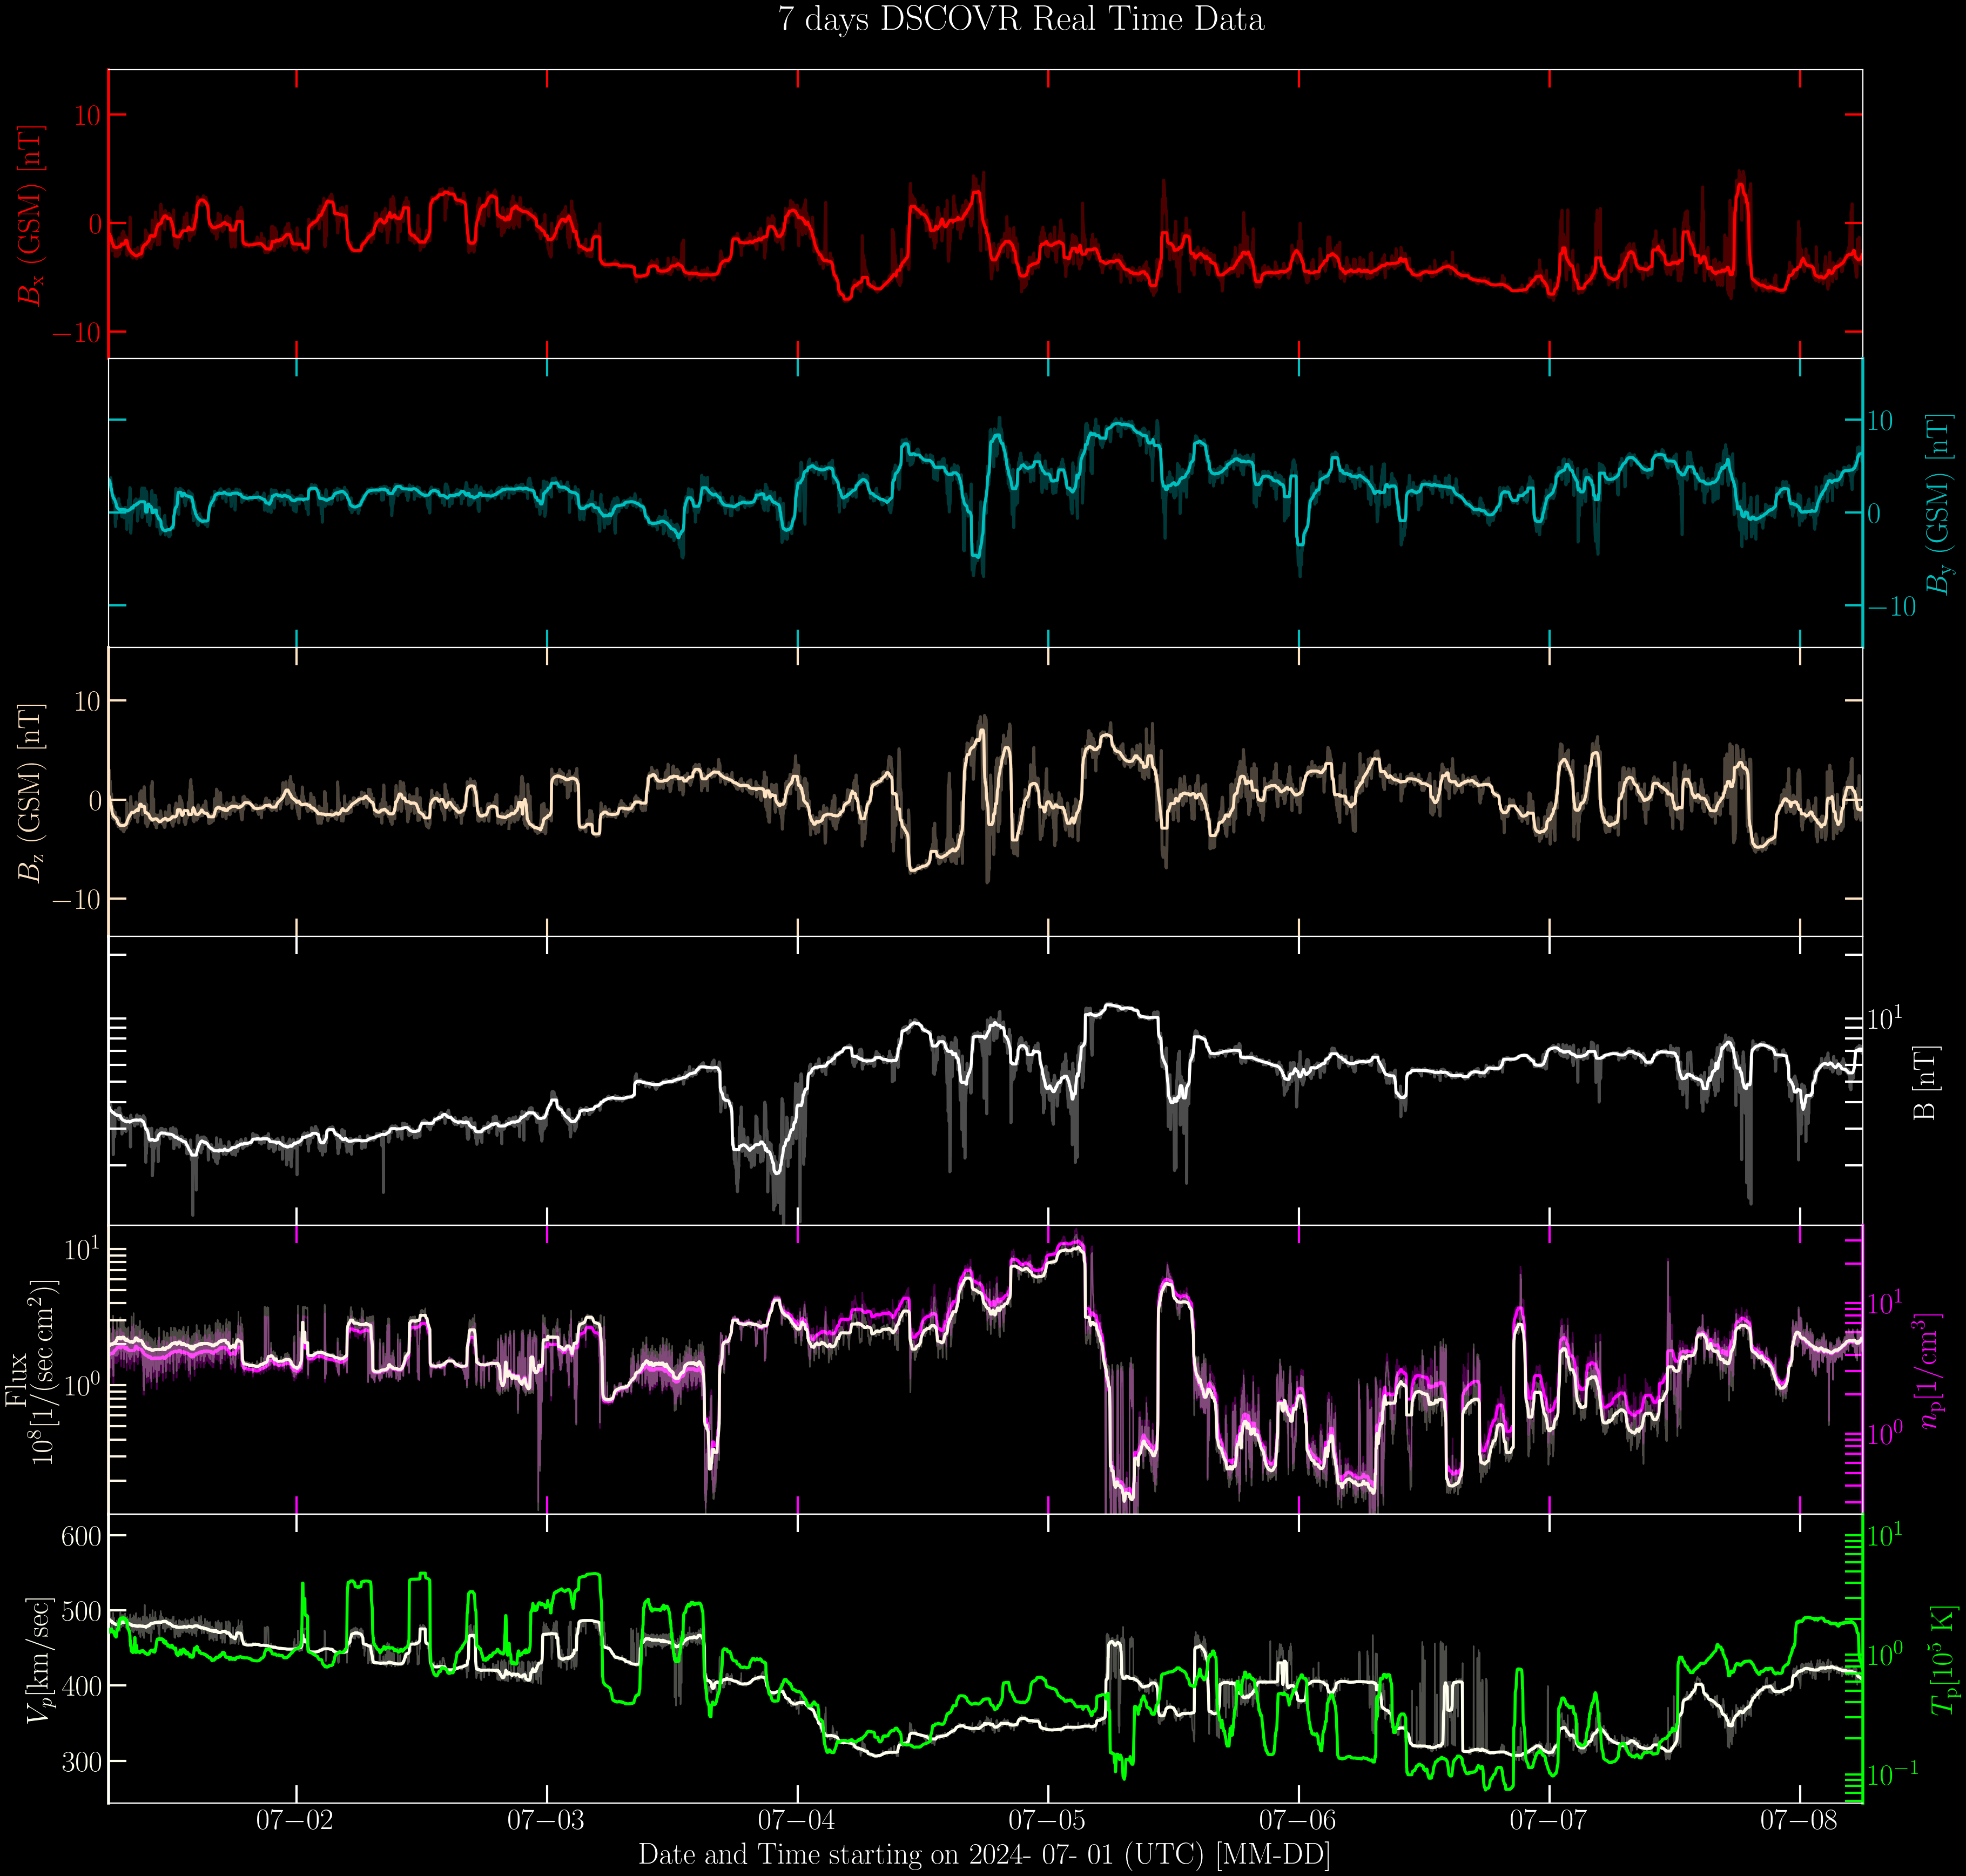 7 days DSCOVR Real Time Data
10
0
−10
Bx (GSM) [nT]
10
0
−10
By (GSM) [nT]
10
0
−10
Bz (GSM) [nT]
10¹
B [nT]
10¹
10⁰
Flux
10⁸[1/(sec cm²)]
10¹
10⁰
np[1/cm³]
600
500
400
300
Vp[km/sec]
10¹
10⁰
10⁻¹
Tp[10⁵ K]
07−02 07−03 07−04 07−05 07−06 07−07 07−08
Date and Time starting on 2024- 07- 01 (UTC) [MM-DD]